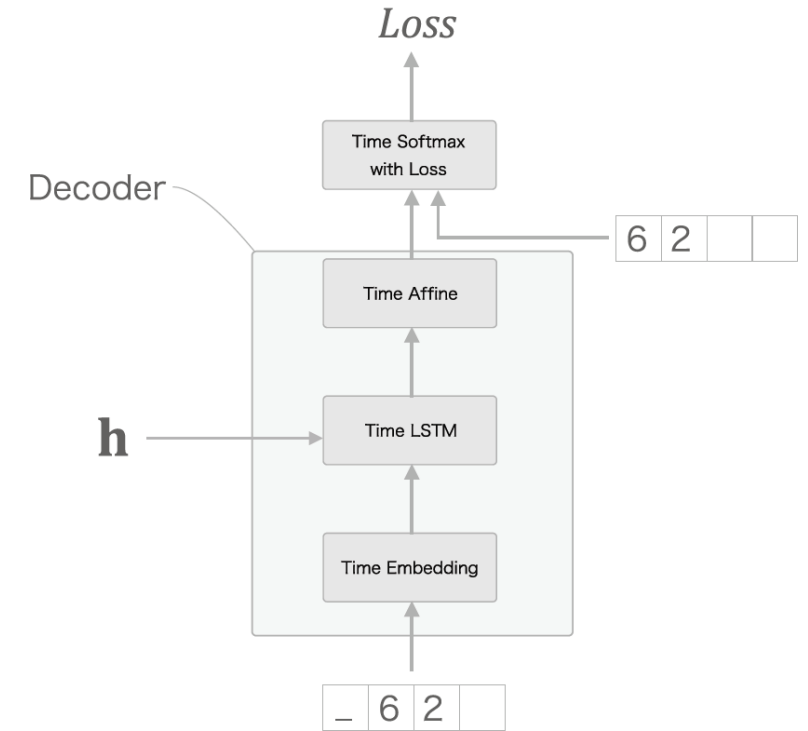 Loss
Time Softmax
with Loss
Decoder
6 2
Time Affine
h
Time LSTM
Time Embedding
_ 6 2